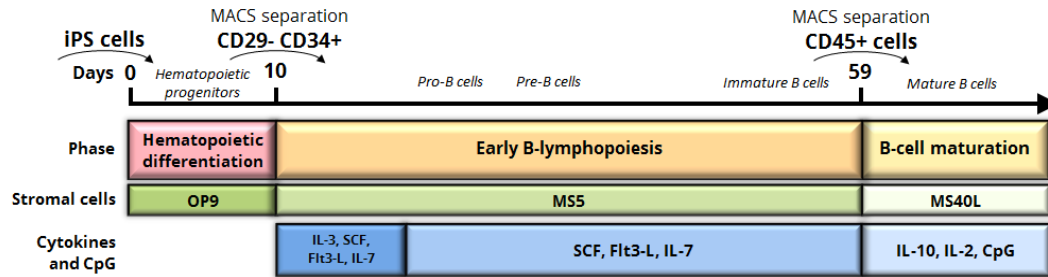 MACS separation
MACS separation
iPS cells
CD29- CD34+
CD45+ cells
Days 0
10
59
Hematopoietic
progenitors
Pro-B cells
Pre-B cells
Immature B cells
Mature B cells
Phase
Hematopoietic
differentiation
Early B-lymphopoiesis
B-cell maturation
Stromal cells
OP9
MS5
MS40L
Cytokines
and CpG
IL-3, SCF,
Flt3-L, IL-7
SCF, Flt3-L, IL-7
IL-10, IL-2, CpG